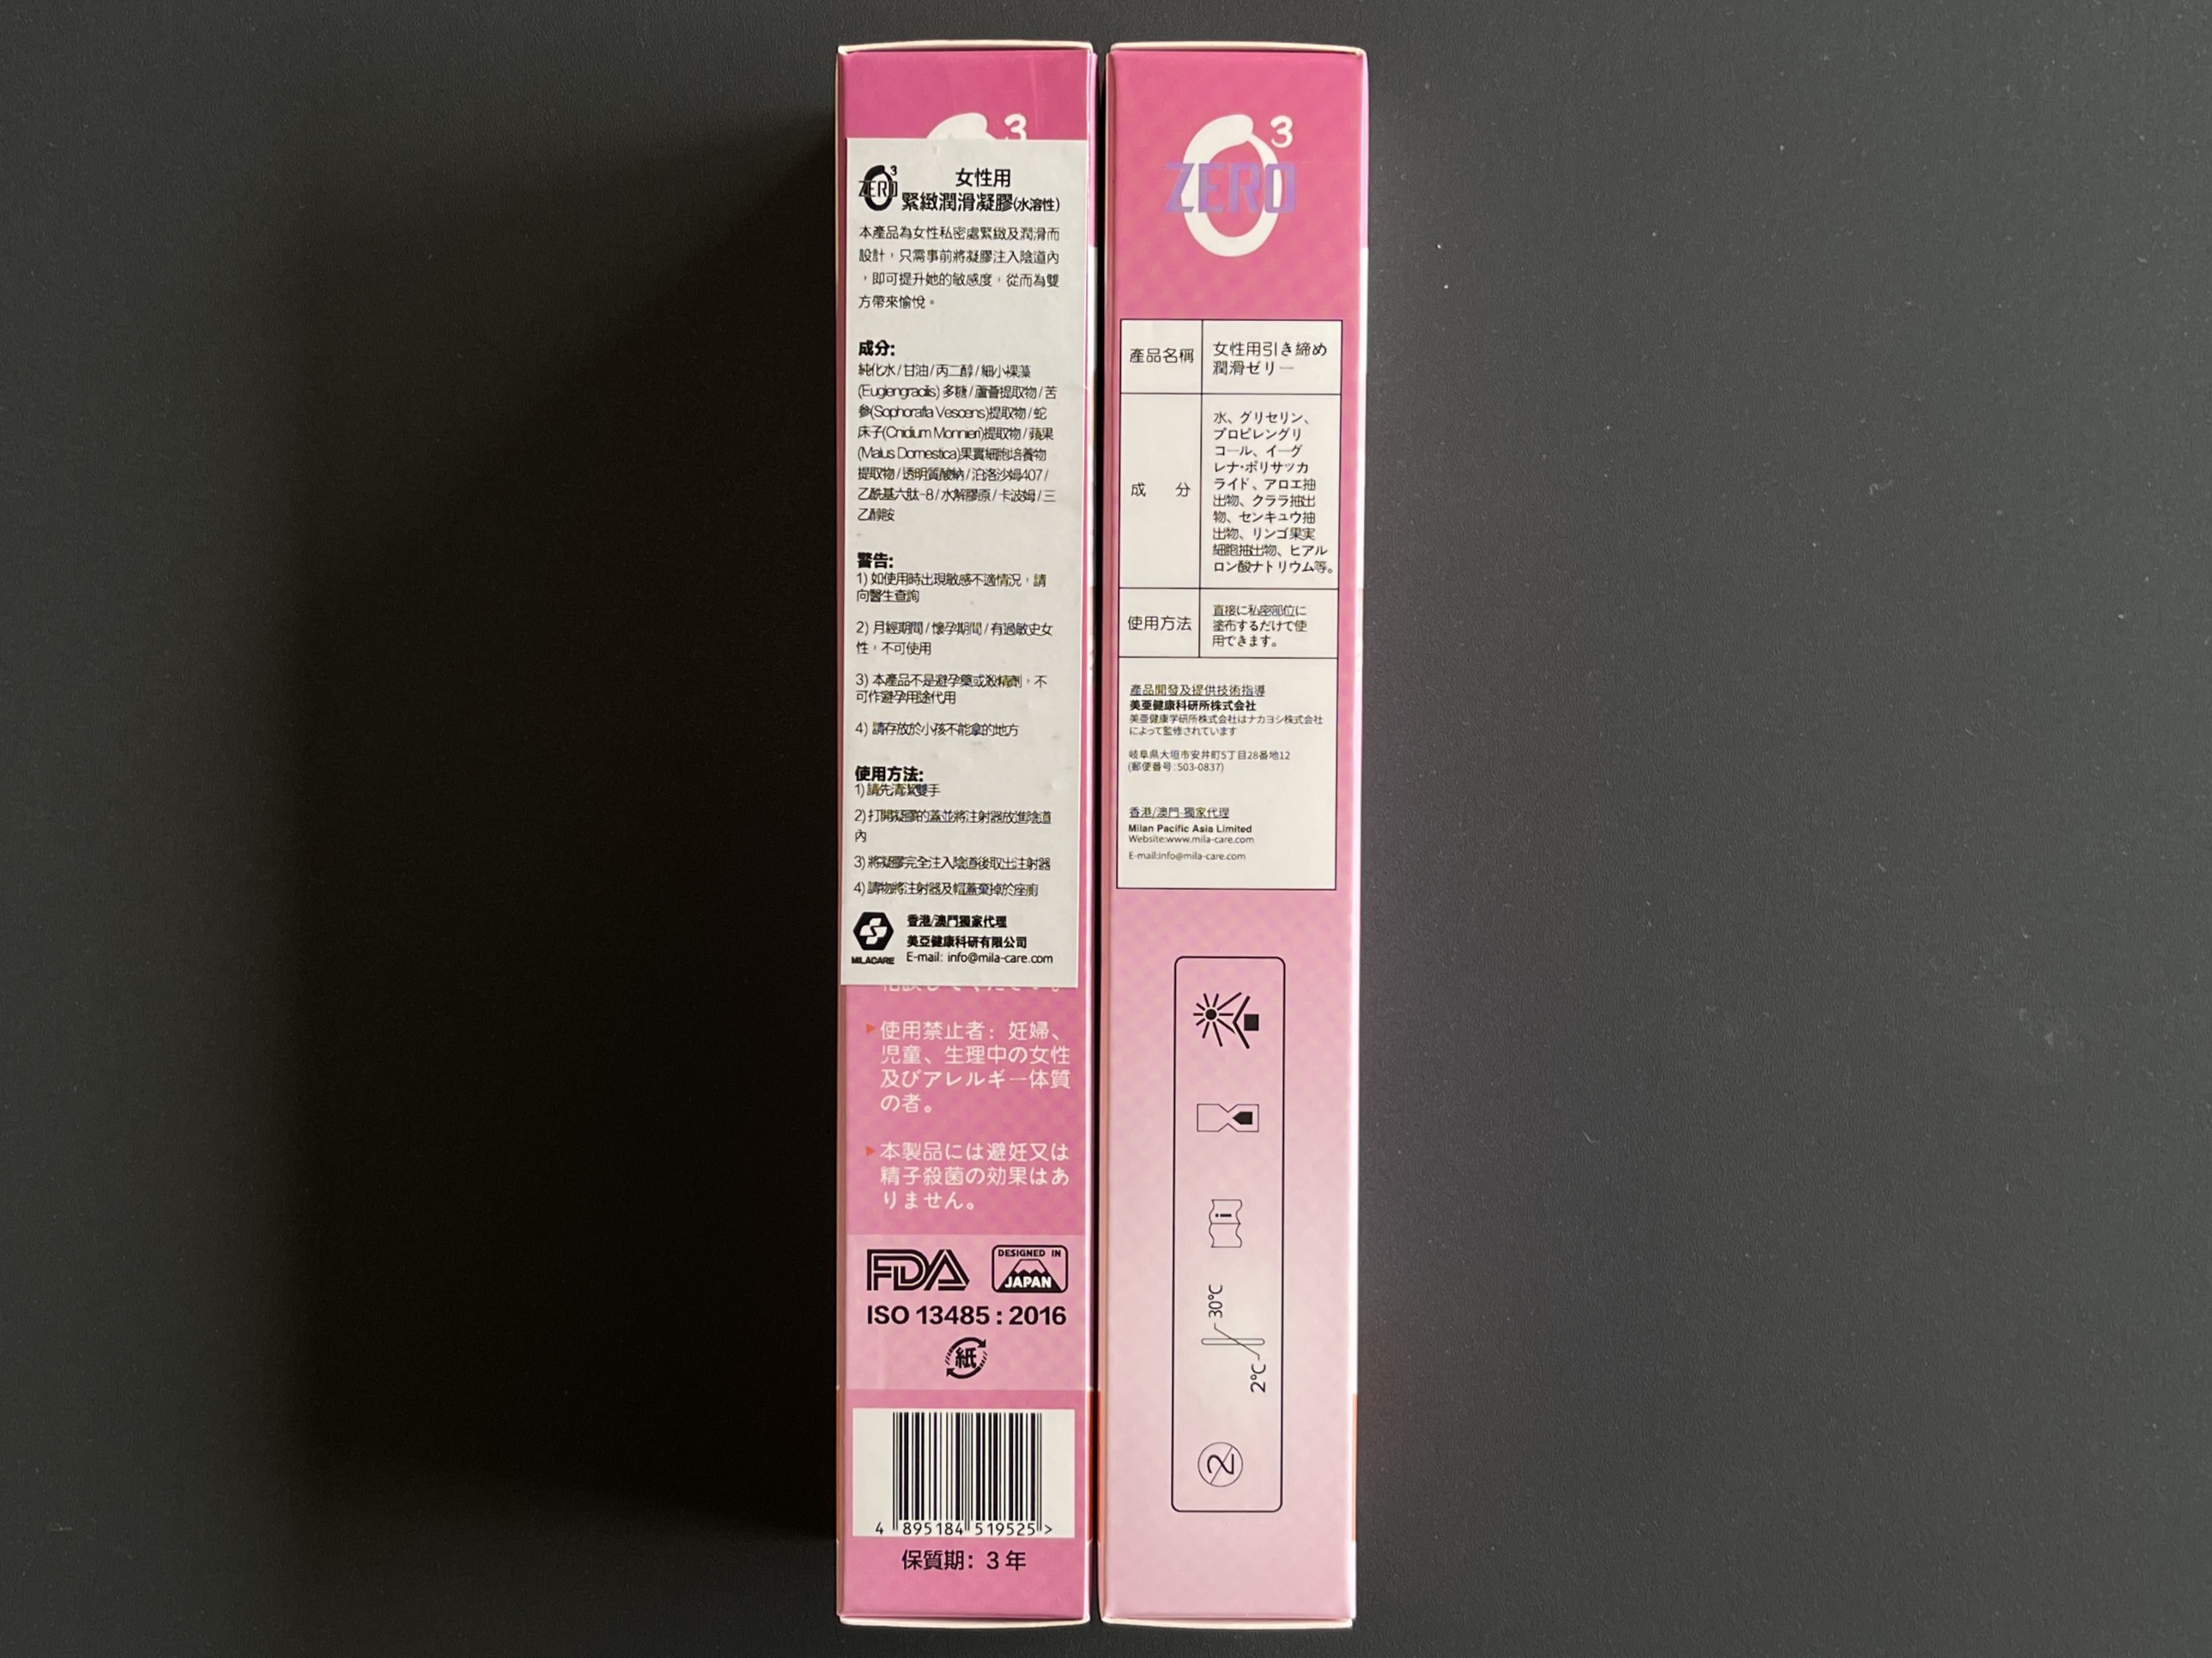 3
3
ZERO
女性用
緊緻潤滑凝膠(水溶性)
本產品為女性私密處緊緻及潤滑而
設計，只需事前將凝膠注入陰道內
，即可提升她的敏感度，從而為雙
方帶來愉悅。
成分:
純化水/甘油/丙二醇/細小裸藻
(Euglengracilis) 多糖/蘆薈提取物/苦
參(Sophorafla Vescens)提取物/蛇
床子(Cnidium Monnieri)提取物/蘋果
(Malus Domestica)果實細胞培養物
提取物/透明質酸納/泊洛沙姆407/
乙酰基六肽-8/水解膠原/卡波姆/三
乙醇胺
警告:
1) 如使用時出現敏感不適情況，請
向醫生查詢
2) 月經期間/懷孕期間/有過敏史女
性，不可使用
3) 本產品不是避孕藥或殺精劑，不
可作避孕用途代用
4) 請存放於小孩不能拿的地方
使用方法:
1)請先清潔雙手
2)打開凝膠的蓋並將注射器放進陰道
內
3)將凝膠完全注入陰道後取出注射器
4)請物將注射器及帽蓋棄掉於座廁
MILACARE
香港/澳門獨家代理
美亞健康科研有限公司
E-mail: info@mila-care.com
使用禁止者：妊婦、
児童、生理中の女性
及びアレルギー体質
の者。
本製品には避妊又は
精子殺菌の効果はあ
りません。
FDA
DESIGNED IN
JAPAN
ISO 13485 : 2016
紙
4 895184 519525 >
保質期：3 年
3
ZERO
產品名稱
女性用引き締め
潤滑ゼリー
成 分
水、グリセリン、
プロピレングリ
コール、イーグ
レナ・ポリサッカ
ライド、アロエ抽
出物、クララ抽出
物、センキュウ抽
出物、リンゴ果実
細胞抽出物、ヒアル
ロン酸ナトリウム等。
使用方法
直接に私密部位に
塗布するだけで使
用できます。
產品開發及提供技術指導
美亜健康科研所株式会社
美亜健康学研所株式会社はナカヨシ株式会社
によって監修されています
岐阜県大垣市安井町5丁目28番地12
(郵便番号:503-0837)
香港/澳門 獨家代理
Milan Pacific Asia Limited
Website:www.mila-care.com
E-mail:info@mila-care.com
30℃
2℃
2